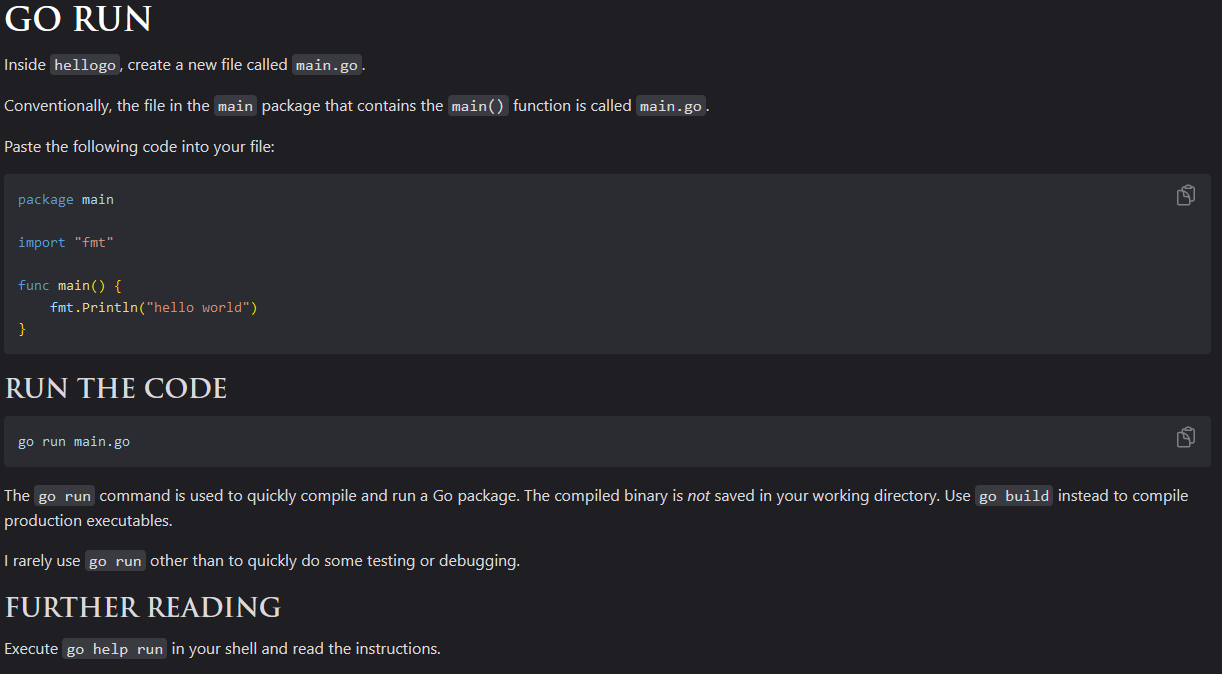 GO RUN
Inside hellogo, create a new file called main.go.
Conventionally, the file in the main package that contains the main() function is called main.go.
Paste the following code into your file:
package main
import "fmt"
func main() {
    fmt.Println("hello world")
}
RUN THE CODE
go run main.go
The go run command is used to quickly compile and run a Go package. The compiled binary is not saved in your working directory. Use go build instead to compile
production executables.
I rarely use go run other than to quickly do some testing or debugging.
FURTHER READING
Execute go help run in your shell and read the instructions.